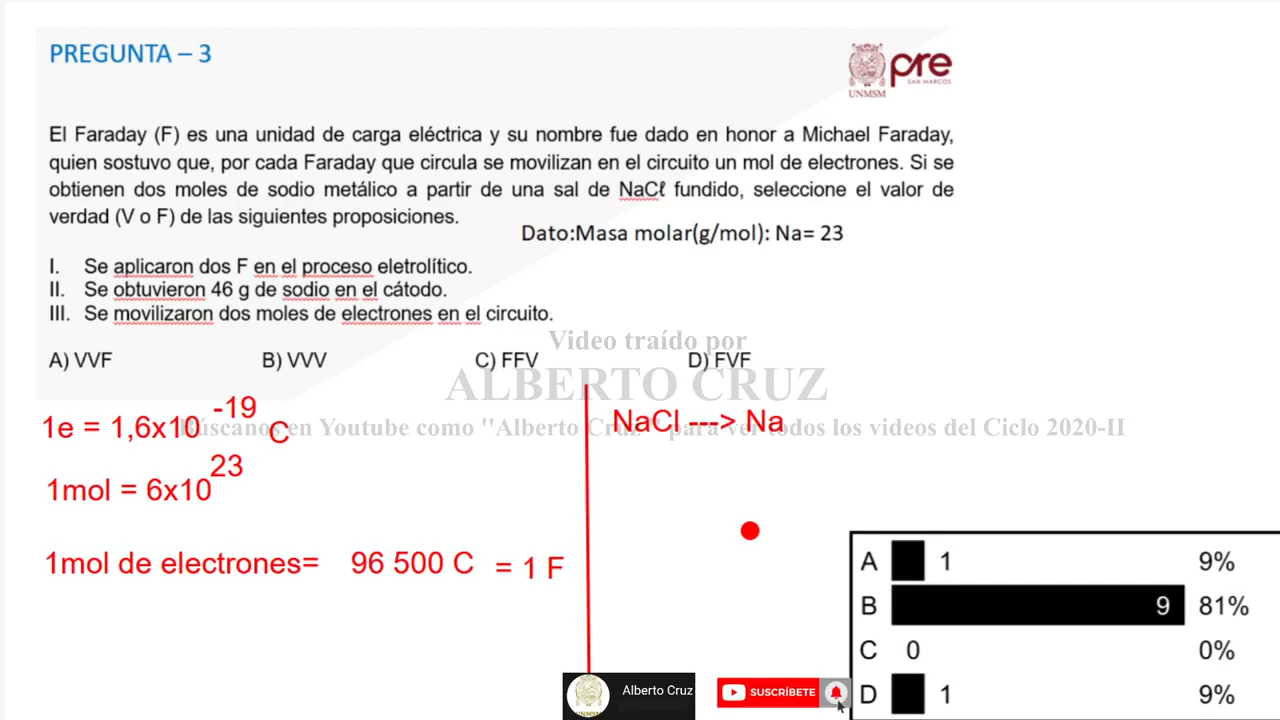 PREGUNTA – 3
pre
SAN MARCOS
UNMSM
El Faraday (F) es una unidad de carga eléctrica y su nombre fue dado en honor a Michael Faraday,
quien sostuvo que, por cada Faraday que circula se movilizan en el circuito un mol de electrones. Si se
obtienen dos moles de sodio metálico a partir de una sal de NaCℓ fundido, seleccione el valor de
verdad (V o F) de las siguientes proposiciones.
Dato:Masa molar(g/mol): Na= 23
I. Se aplicaron dos F en el proceso eletrolítico.
II. Se obtuvieron 46 g de sodio en el cátodo.
III. Se movilizaron dos moles de electrones en el circuito.
Video traído por
A) VVF B) VVV C) FFV D) FVF
ALBERTO CRUZ
Búscanos en Youtube como "Alberto Cruz" para ver todos los videos del Ciclo 2020-II
1e = 1,6x10 -19 C
NaCl ---> Na
1mol = 6x10 23
1mol de electrones= 96 500 C = 1 F
A 1 9%
B 9 81%
C 0 0%
D 1 9%
Alberto Cruz
UNMSM
SUSCRÍBETE